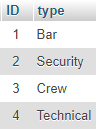 ID type
1 Bar
2 Security
3 Crew
4 Technical